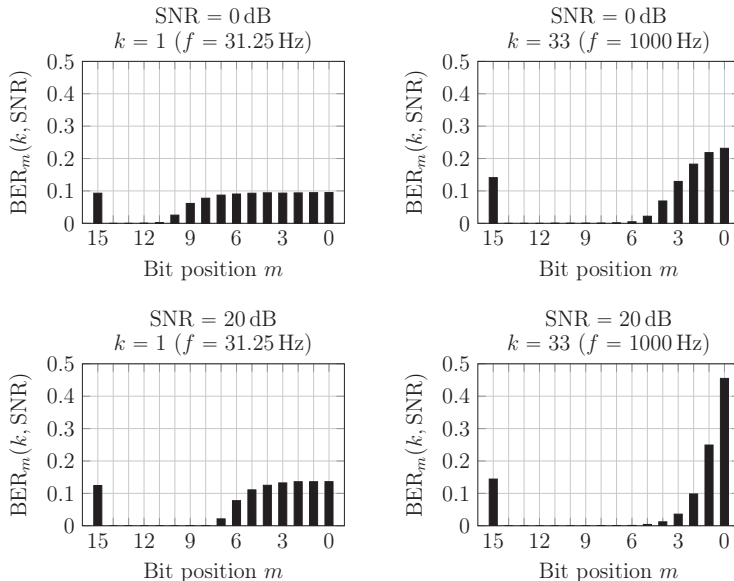 SNR = 0 dB
k = 1 (f = 31.25 Hz)
BER_m(k, SNR)
0.5
0.4
0.3
0.2
0.1
0
15 12 9 6 3 0
Bit position m
SNR = 0 dB
k = 33 (f = 1000 Hz)
BER_m(k, SNR)
0.5
0.4
0.3
0.2
0.1
0
15 12 9 6 3 0
Bit position m
SNR = 20 dB
k = 1 (f = 31.25 Hz)
BER_m(k, SNR)
0.5
0.4
0.3
0.2
0.1
0
15 12 9 6 3 0
Bit position m
SNR = 20 dB
k = 33 (f = 1000 Hz)
BER_m(k, SNR)
0.5
0.4
0.3
0.2
0.1
0
15 12 9 6 3 0
Bit position m